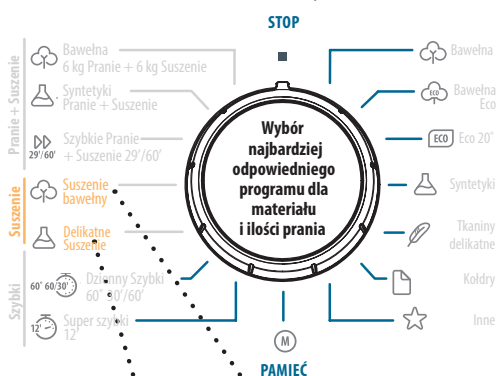 STOP
Pranie + Suszenie
Bawełna
6 kg Pranie + 6 kg Suszenie
Syntetyki
Pranie + Suszenie
29'/60'
Szybkie Pranie
+ Suszenie 29'/60'
Suszenie
Suszenie
bawełny
Delikatne
Suszenie
Szybki
60° 60/30'
Dzienny Szybki
60° 30'/60'
12'
Super szybki
12'
Wybór
najbardziej
odpowiedniego
programu dla
materiału
i ilości prania
Bawełna
ECO
Bawełna
Eco
ECO
Eco 20°
Syntetyki
Tkaniny
delikatne
Kołdry
Inne
M
PAMIĘĆ